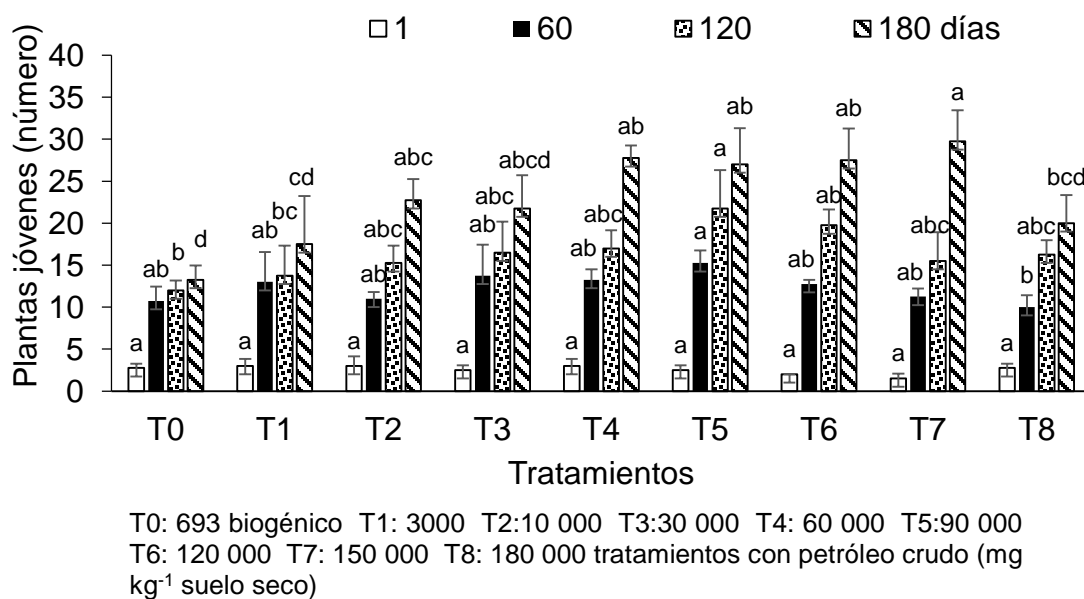 1 60 120 180 días
Plantas jóvenes (número)
40
35
30
25
20
15
10
5
0
a ab b d
a ab bc cd
a ab abc abc
a ab abc abcd
a ab abc ab
a a a ab
a ab ab ab
a ab abc a
a b abc bcd
T0 T1 T2 T3 T4 T5 T6 T7 T8
Tratamientos
T0: 693 biogénico T1: 3000 T2:10 000 T3:30 000 T4: 60 000 T5:90 000
T6: 120 000 T7: 150 000 T8: 180 000 tratamientos con petróleo crudo (mg
kg-1 suelo seco)